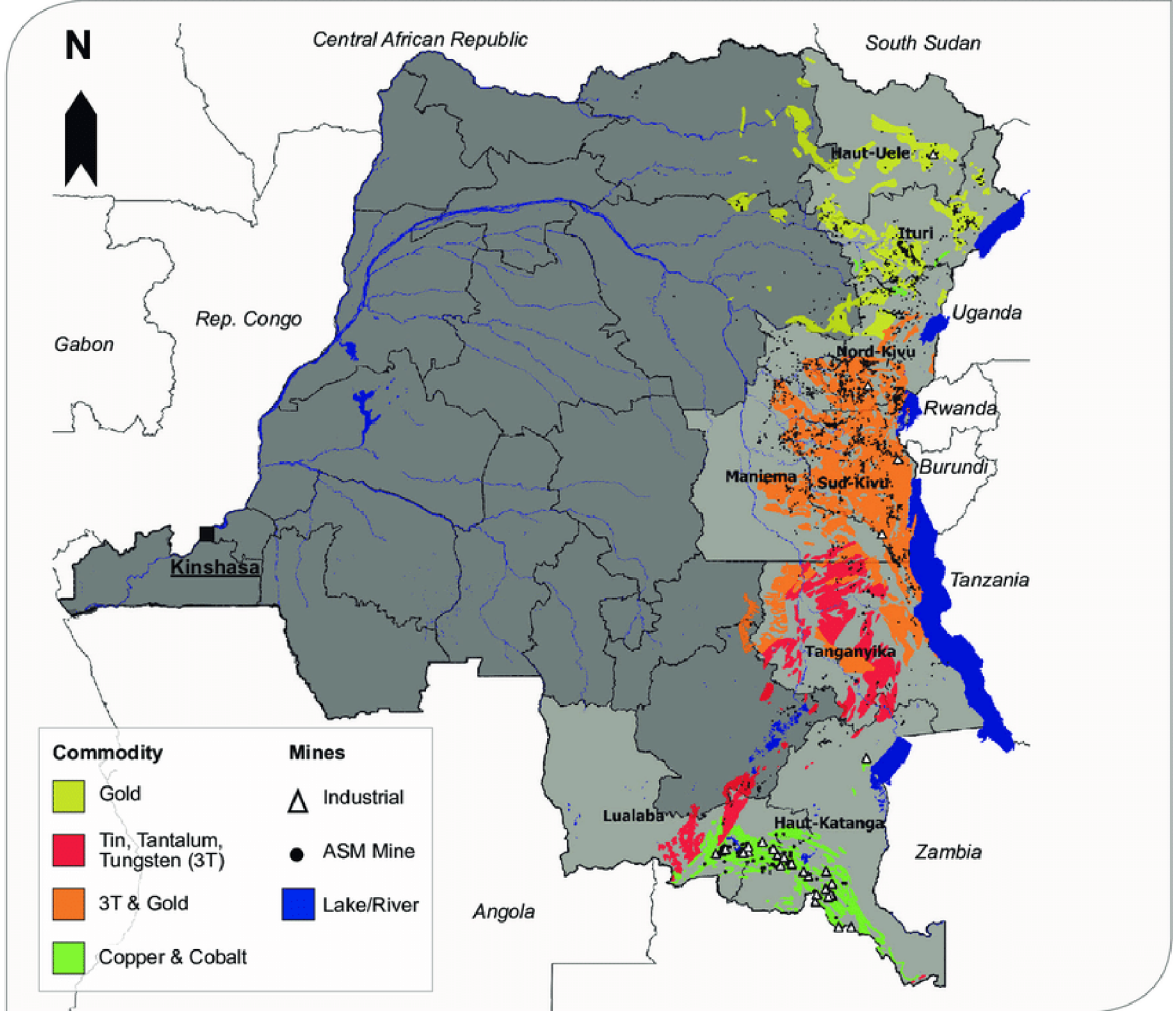 N
Central African Republic
South Sudan
Haut-Uele
Ituri
Rep. Congo
Uganda
Gabon
Nord-Kivu
Rwanda
Burundi
Maniema
Sud-Kivu
Kinshasa
Tanzania
Tanganyika
Lualaba
Haut-Katanga
Zambia
Angola
Commodity
Gold
Tin, Tantalum,
Tungsten (3T)
3T & Gold
Copper & Cobalt
Mines
Industrial
ASM Mine
Lake/River